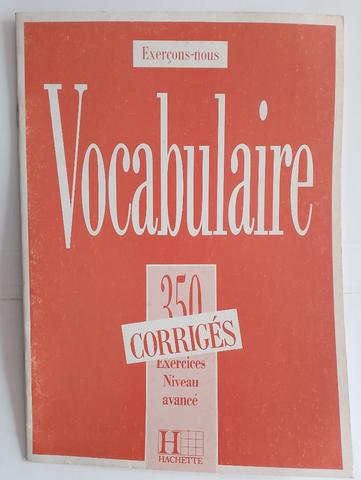 Exerçons-nous
Vocabulaire
350
CORRIGÉS
Exercices
Niveau
avancé
H
HACHETTE